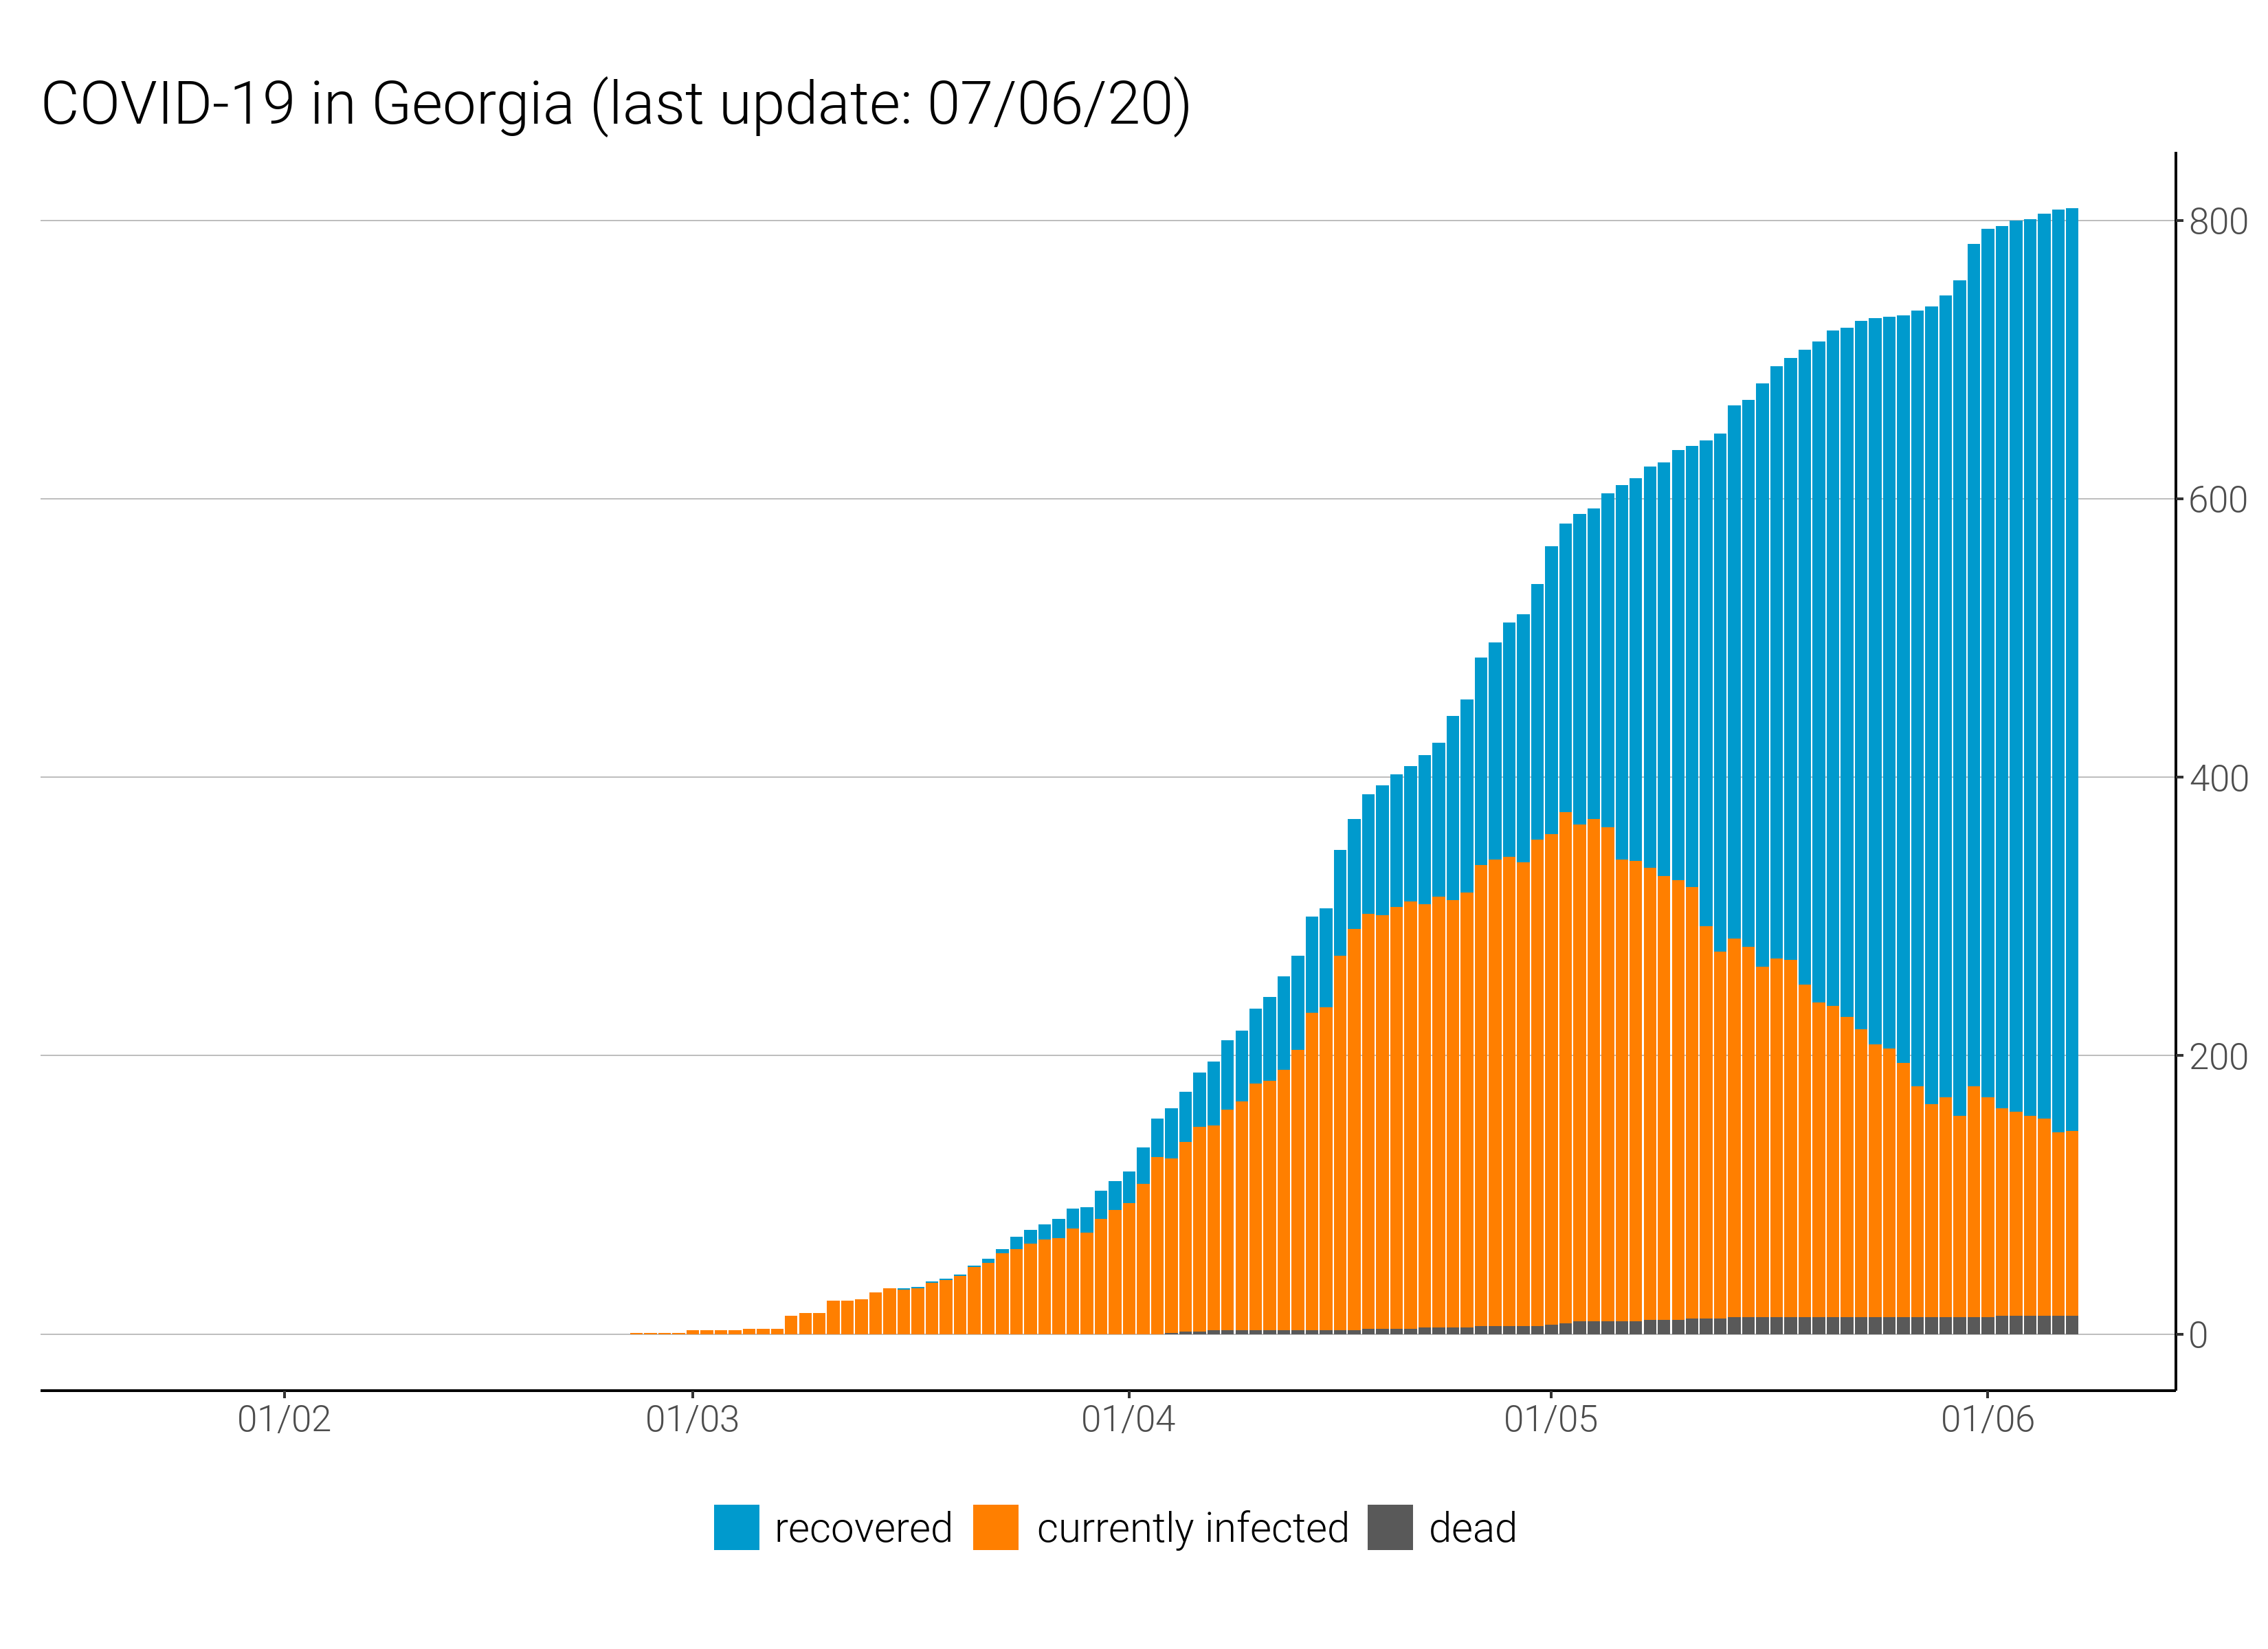 COVID-19 in Georgia (last update: 07/06/20)
800
600
400
200
0
01/02 01/03 01/04 01/05 01/06
recovered currently infected dead